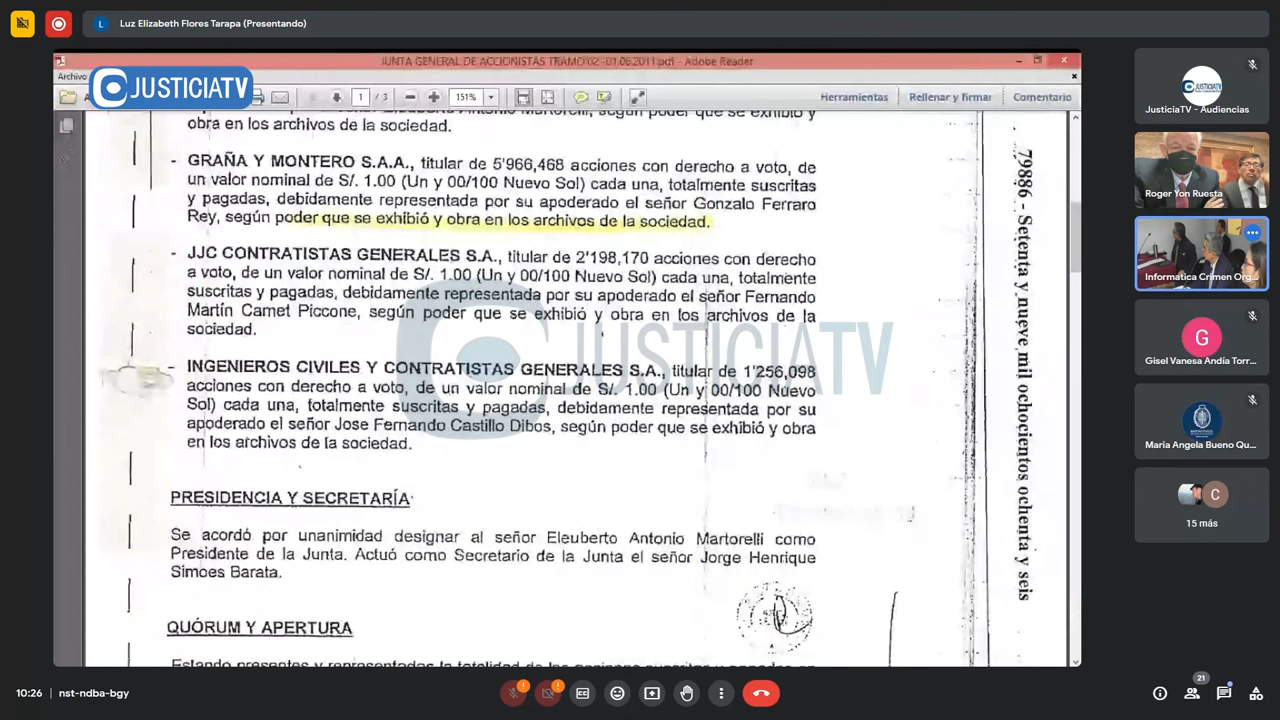 L
Luz Elizabeth Flores Tarapa (Presentando)
JUNTA GENERAL DE ACCIONISTAS TRAMO 02 - 01.06.2011.pdf - Adobe Reader
Archivo
JUSTICIATV
1 / 3
151%
Herramientas
Rellenar y firmar
Comentario
obra en los archivos de la sociedad.
- GRAÑA Y MONTERO S.A.A., titular de 5'966,468 acciones con derecho a voto, de
un valor nominal de S/. 1.00 (Un y 00/100 Nuevo Sol) cada una, totalmente suscritas
y pagadas, debidamente representada por su apoderado el señor Gonzalo Ferraro
Rey, según poder que se exhibió y obra en los archivos de la sociedad.
- JJC CONTRATISTAS GENERALES S.A., titular de 2'198,170 acciones con derecho
a voto, de un valor nominal de S/. 1.00 (Un y 00/100 Nuevo Sol) cada una, totalmente
suscritas y pagadas, debidamente representada por su apoderado el señor Fernando
Martín Camet Piccone, según poder que se exhibió y obra en los archivos de la
sociedad.
- INGENIEROS CIVILES Y CONTRATISTAS GENERALES S.A., titular de 1'256,098
acciones con derecho a voto, de un valor nominal de S/. 1.00 (Un y 00/100 Nuevo
Sol) cada una, totalmente suscritas y pagadas, debidamente representada por su
apoderado el señor Jose Fernando Castillo Dibos, según poder que se exhibió y obra
en los archivos de la sociedad.
PRESIDENCIA Y SECRETARÍA
Se acordó por unanimidad designar al señor Eleuberto Antonio Martorelli como
Presidente de la Junta. Actuó como Secretario de la Junta el señor Jorge Henrique
Simoes Barata.
QUÓRUM Y APERTURA
JUSTICIATV
79886 - Setenta y nueve mil ochocientos ochenta y seis
JusticiaTV - Audiencias
Roger Yon Ruesta
Informatica Crimen Org...
G
Gisel Vanesa Andía Torr...
Maria Angela Bueno Qu...
C
15 más
10:26
nst-ndba-bgy
21